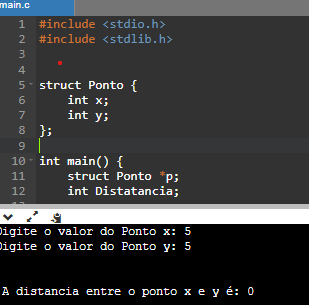 main.c
1 #include <stdio.h>
2 #include <stdlib.h>
3
4
5 struct Ponto {
6 int x;
7 int y;
8 };
9
10 int main() {
11 struct Ponto *p;
12 int Distatancia;
Digite o valor do Ponto x: 5
Digite o valor do Ponto y: 5
A distancia entre o ponto x e y é: 0